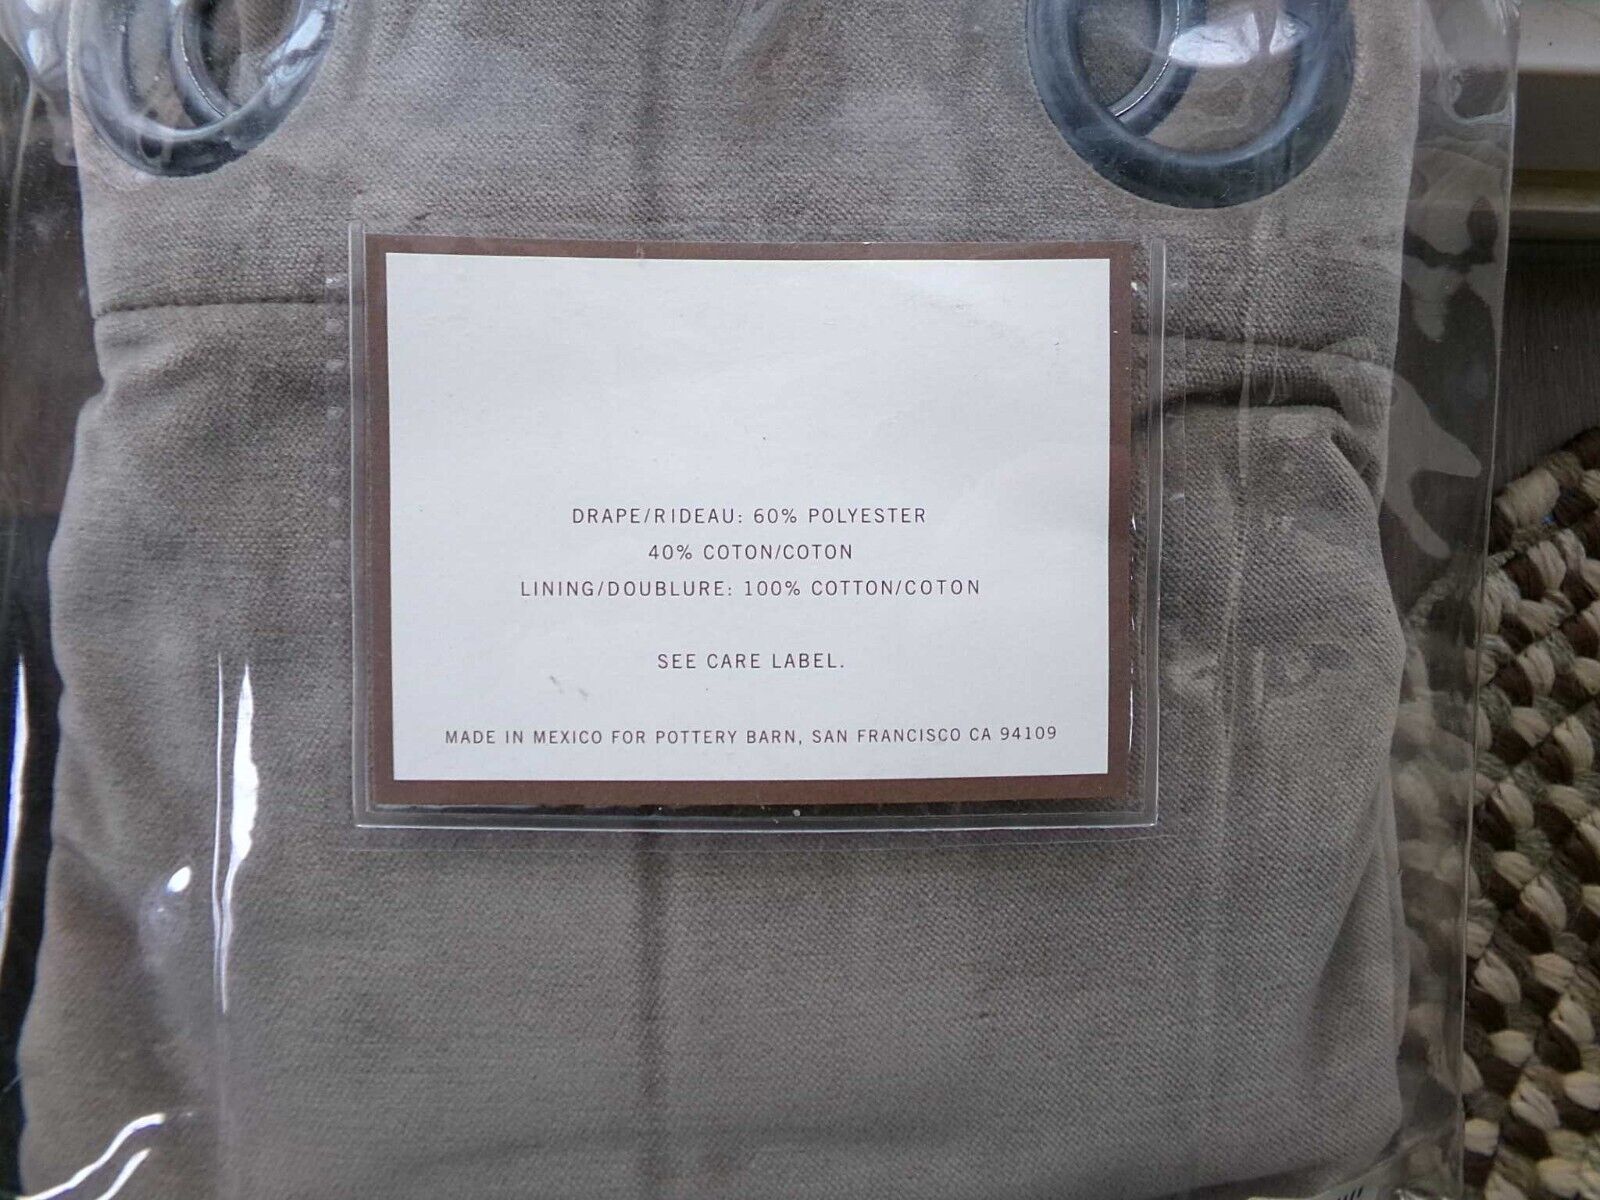 DRAPE/RIDEAU: 60% POLYESTER
40% COTON/COTON
LINING/DOUBLURE: 100% COTTON/COTON
SEE CARE LABEL.
MADE IN MEXICO FOR POTTERY BARN, SAN FRANCISCO CA 94109